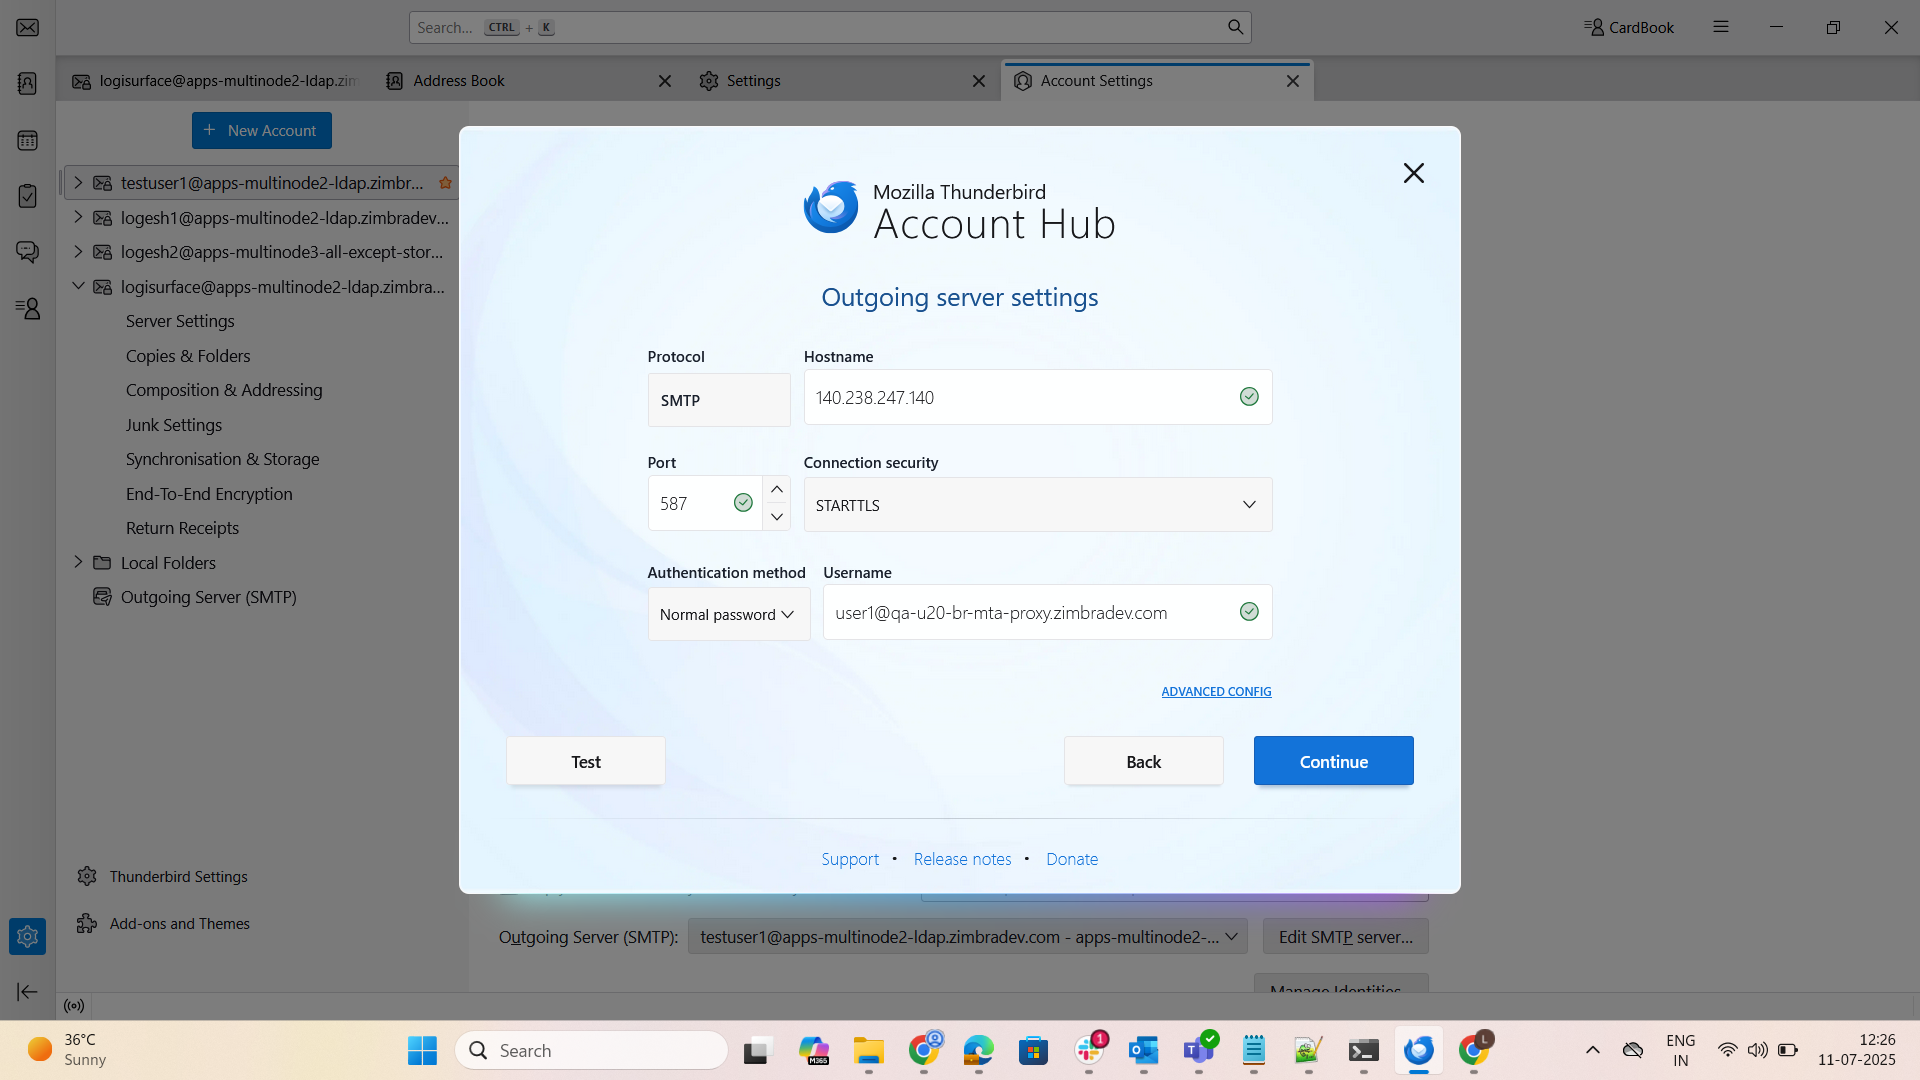 Search... CTRL + K
CardBook
logisurface@apps-multinode2-ldap.zim
Address Book
Settings
Account Settings
New Account
testuser1@apps-multinode2-ldap.zimbr...
logesh1@apps-multinode2-ldap.zimbradev...
logesh2@apps-multinode3-all-except-stor...
logisurface@apps-multinode2-ldap.zimbra...
Server Settings
Copies & Folders
Composition & Addressing
Junk Settings
Synchronisation & Storage
End-To-End Encryption
Return Receipts
Local Folders
Outgoing Server (SMTP)
Thunderbird Settings
Add-ons and Themes
Mozilla Thunderbird
Account Hub
Outgoing server settings
Protocol
Hostname
SMTP
140.238.247.140
Port
Connection security
587
STARTTLS
Authentication method
Username
Normal password
user1@qa-u20-br-mta-proxy.zimbradev.com
ADVANCED CONFIG
Test
Back
Continue
Support • Release notes • Donate
Outgoing Server (SMTP):
testuser1@apps-multinode2-ldap.zimbradev.com - apps-multinode2-...
Edit SMTP server...
Manage Identities
36°C
Sunny
Search
M365
1
L
ENG
IN
12:26
11-07-2025